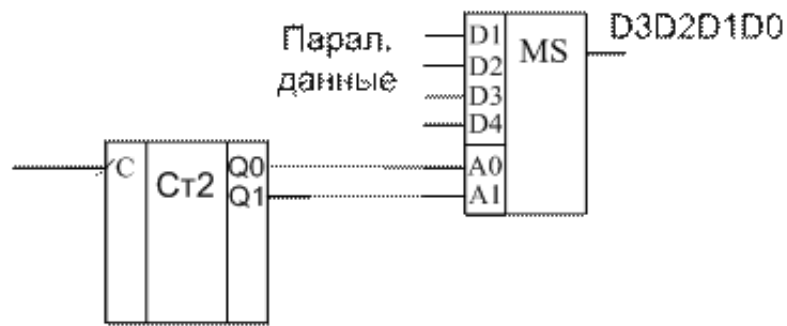 Парал.
данные
D1
D2
D3
D4
MS
D3D2D1D0
C
Ст2
Q0
Q1
A0
A1